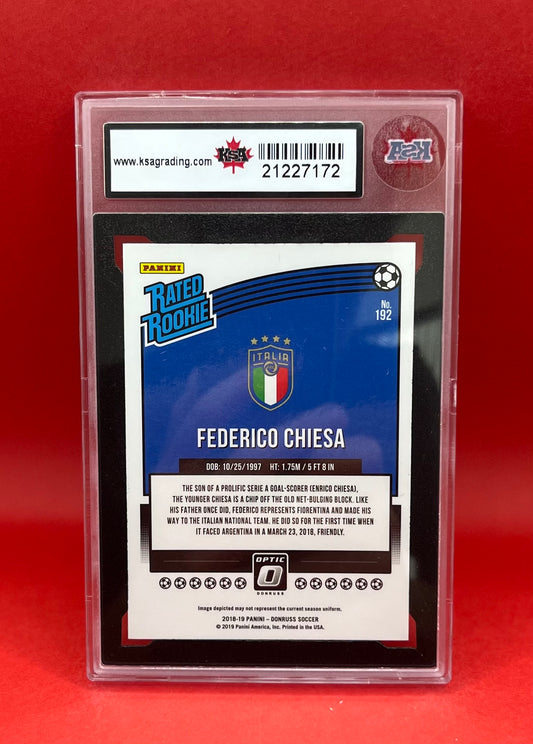 www.ksagrading.com KSA
21227172
KSA
PANINI
RATED
ROOKIE
No.
192
ITALIA
FEDERICO CHIESA
DOB: 10/25/1997 HT: 1.75M / 5 FT 8 IN
THE SON OF A PROLIFIC SERIE A GOAL-SCORER (ENRICO CHIESA),
THE YOUNGER CHIESA IS A CHIP OFF THE OLD NET-BULGING BLOCK. LIKE
HIS FATHER ONCE DID, FEDERICO REPRESENTS FIORENTINA AND MADE HIS
WAY TO THE ITALIAN NATIONAL TEAM. HE DID SO FOR THE FIRST TIME WHEN
IT FACED ARGENTINA IN A MARCH 23, 2018, FRIENDLY.
OPTIC
DONRUSS
Image depicted may not represent the current season uniform.
2018-19 PANINI – DONRUSS SOCCER
© 2019 Panini America, Inc. Printed in the USA.